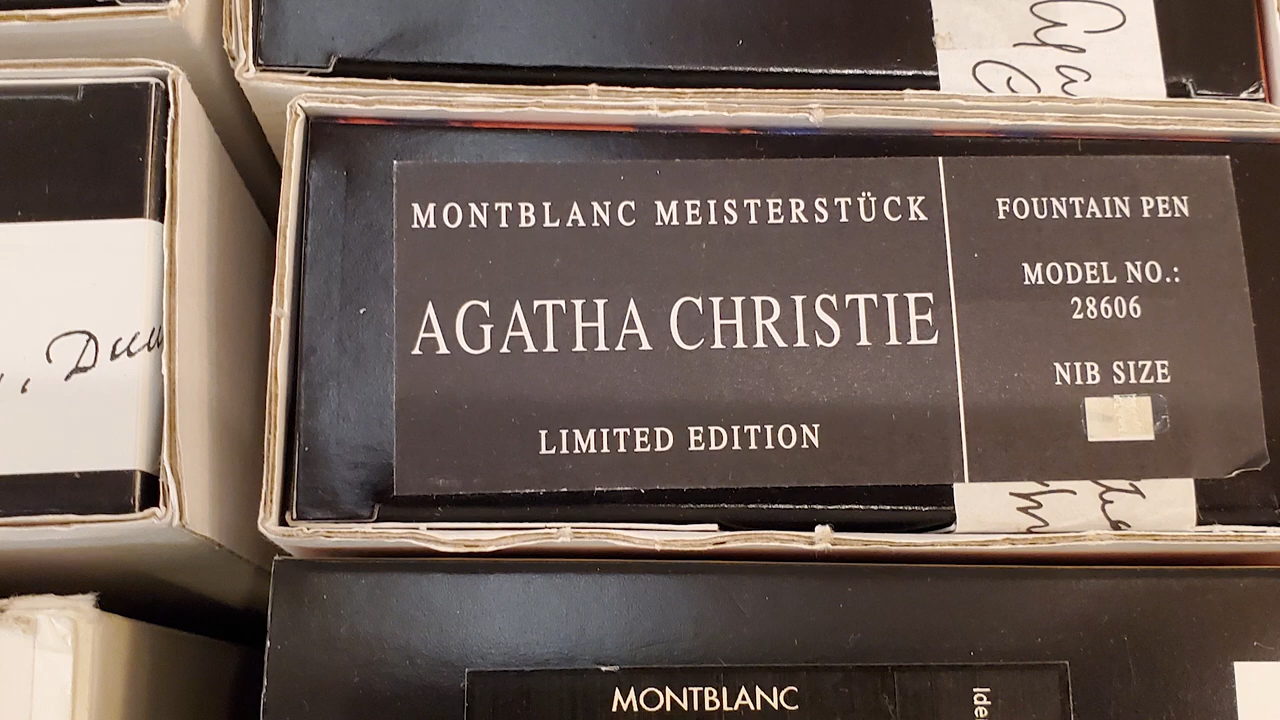 MONTBLANC MEISTERSTÜCK
AGATHA CHRISTIE
LIMITED EDITION
FOUNTAIN PEN
MODEL NO.:
28606
NIB SIZE
MONTBLANC